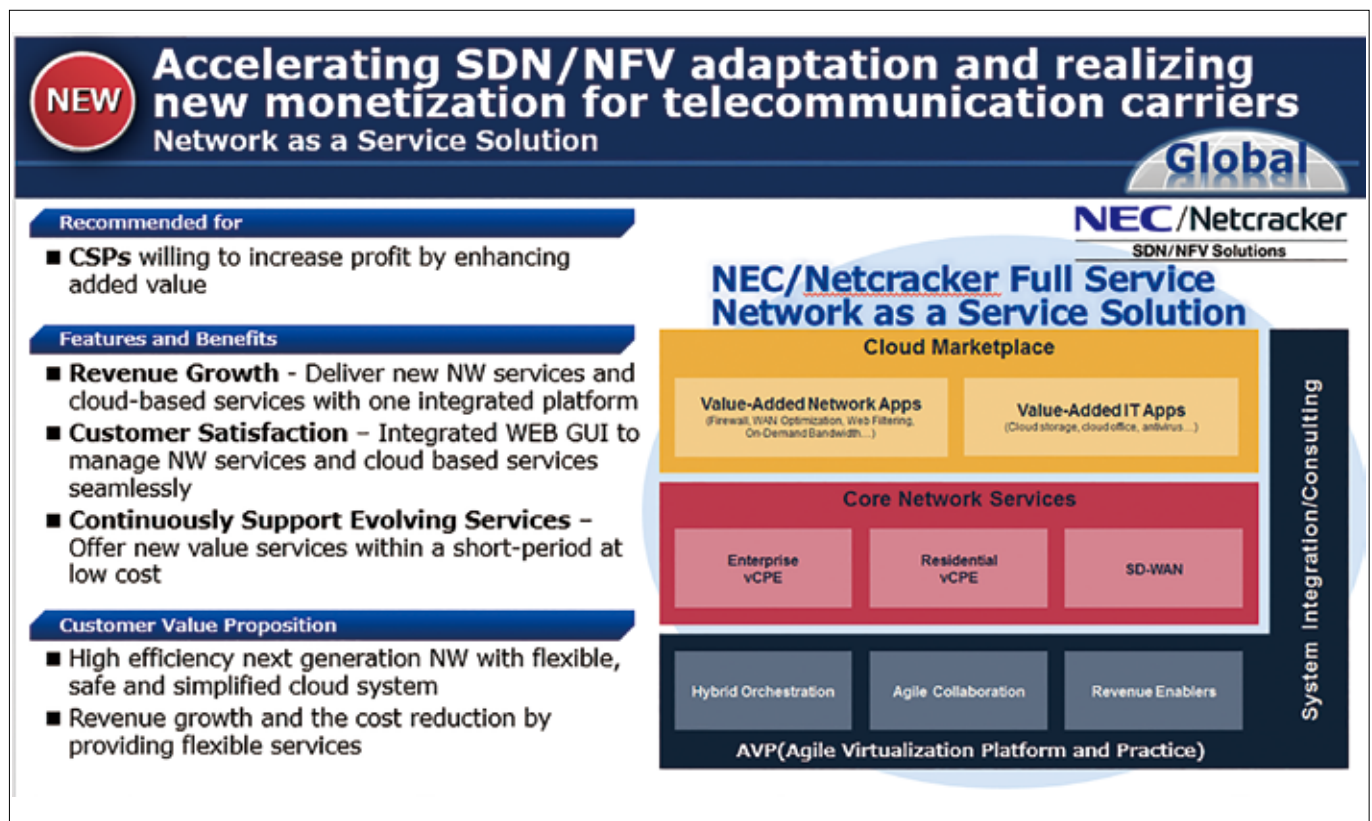 NEW
Accelerating SDN/NFV adaptation and realizing
new monetization for telecommunication carriers
Network as a Service Solution
Global
Recommended for
■ CSPs willing to increase profit by enhancing
added value
Features and Benefits
■ Revenue Growth - Deliver new NW services and
cloud-based services with one integrated platform
■ Customer Satisfaction – Integrated WEB GUI to
manage NW services and cloud based services
seamlessly
■ Continuously Support Evolving Services –
Offer new value services within a short-period at
low cost
Customer Value Proposition
■ High efficiency next generation NW with flexible,
safe and simplified cloud system
■ Revenue growth and the cost reduction by
providing flexible services
NEC/Netcracker
SDN/NFV Solutions
NEC/Netcracker Full Service
Network as a Service Solution
Cloud Marketplace
Value-Added Network Apps
(Firewall, WAN Optimization, Web Filtering,
On-Demand Bandwidth…)
Value-Added IT Apps
(Cloud storage, cloud office, antivirus…)
Core Network Services
Enterprise
vCPE
Residential
vCPE
SD-WAN
Hybrid Orchestration
Agile Collaboration
Revenue Enablers
AVP(Agile Virtualization Platform and Practice)
System Integration/Consulting